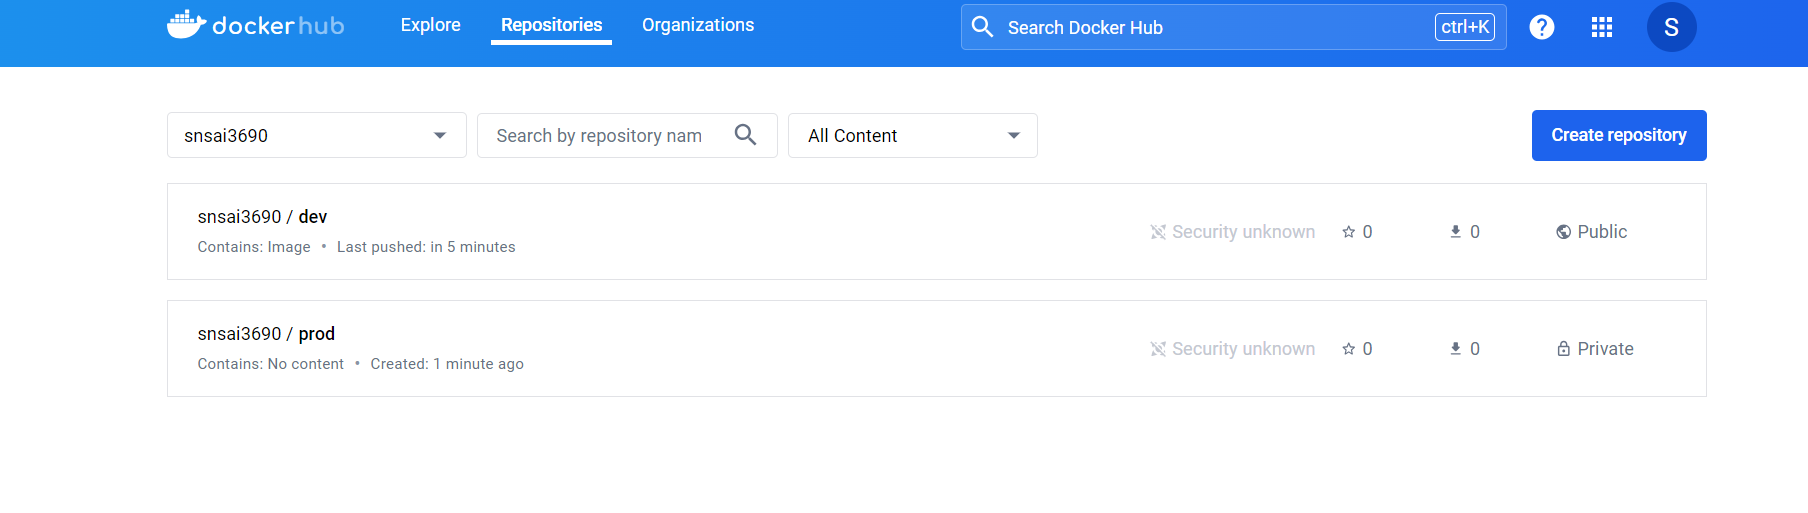 dockerhub Explore Repositories Organizations Search Docker Hub ctrl+K ? S
snsai3690 Search by repository nam All Content Create repository
snsai3690 / dev
Security unknown 0 0 Public
Contains: Image • Last pushed: in 5 minutes
snsai3690 / prod
Security unknown 0 0 Private
Contains: No content • Created: 1 minute ago